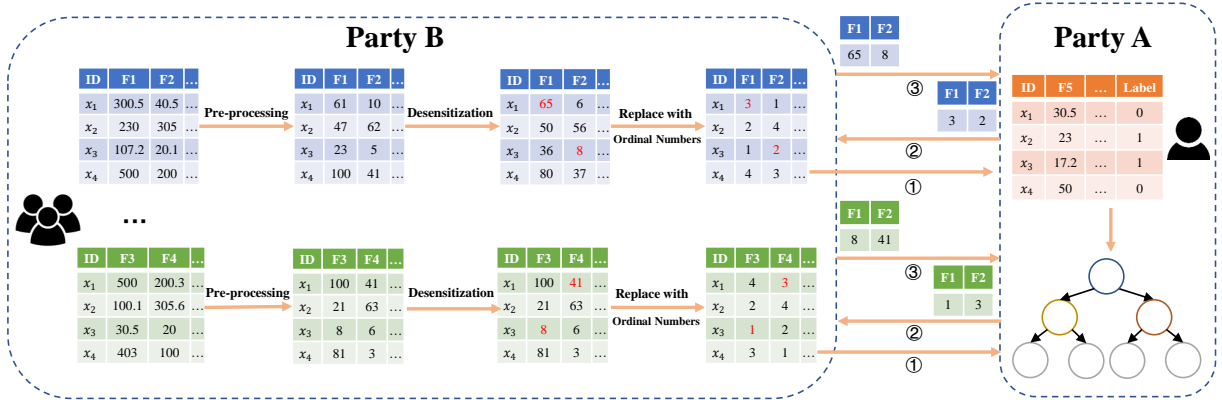 Party B
Party A
ID F1 F2 ...
x₁ 300.5 40.5 ...
x₂ 230 305 ...
x₃ 107.2 20.1 ...
x₄ 500 200 ...
Pre-processing
ID F1 F2 ...
x₁ 61 10 ...
x₂ 47 62 ...
x₃ 23 5 ...
x₄ 100 41 ...
Desensitization
ID F1 F2 ...
x₁ 65 6 ...
x₂ 50 56 ...
x₃ 36 8 ...
x₄ 80 37 ...
Replace with
Ordinal Numbers
ID F1 F2 ...
x₁ 3 1 ...
x₂ 2 4 ...
x₃ 1 2 ...
x₄ 4 3 ...
F1 F2
65 8
③
F1 F2
3 2
②
①
ID F5 ... Label
x₁ 30.5 ... 0
x₂ 23 ... 1
x₃ 17.2 ... 1
x₄ 50 ... 0
...
ID F3 F4 ...
x₁ 500 200.3 ...
x₂ 100.1 305.6 ...
x₃ 30.5 20 ...
x₄ 403 100 ...
Pre-processing
ID F3 F4 ...
x₁ 100 41 ...
x₂ 21 63 ...
x₃ 8 6 ...
x₄ 81 3 ...
Desensitization
ID F3 F4 ...
x₁ 100 41 ...
x₂ 21 63 ...
x₃ 8 6 ...
x₄ 81 3 ...
Replace with
Ordinal Numbers
ID F3 F4 ...
x₁ 4 3 ...
x₂ 2 4 ...
x₃ 1 2 ...
x₄ 3 1 ...
F1 F2
8 41
③
F1 F2
1 3
②
①